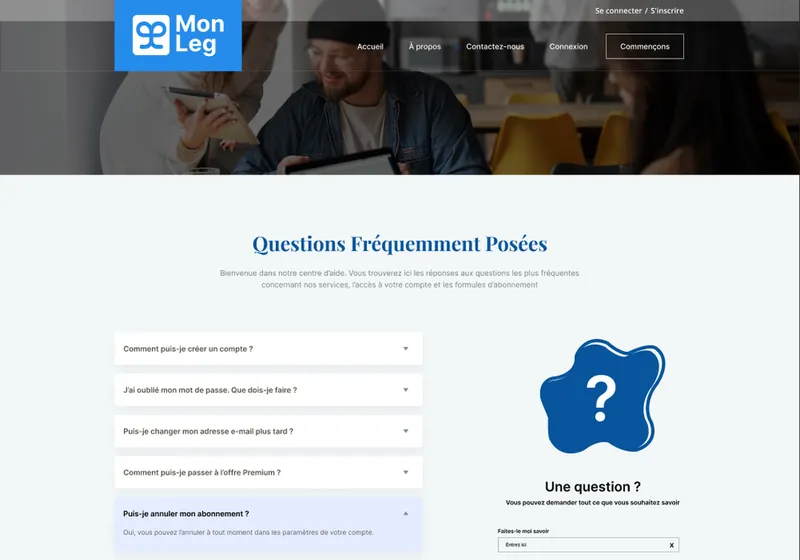 Se connecter / S'inscrire
Mon
Leg
Accueil
À propos
Contactez-nous
Connexion
Commençons
Questions Fréquemment Posées
Bienvenue dans notre centre d'aide. Vous trouverez ici les réponses aux questions les plus fréquentes
concernant nos services, l'accès à votre compte et les formules d'abonnement
Comment puis-je créer un compte ?
J'ai oublié mon mot de passe. Que dois-je faire ?
Puis-je changer mon adresse e-mail plus tard ?
Comment puis-je passer à l'offre Premium ?
Puis-je annuler mon abonnement ?
Oui, vous pouvez l'annuler à tout moment dans les paramètres de votre compte.
?
Une question ?
Vous pouvez demander tout ce que vous souhaitez savoir
Faites-le moi savoir
Entrez ici
X